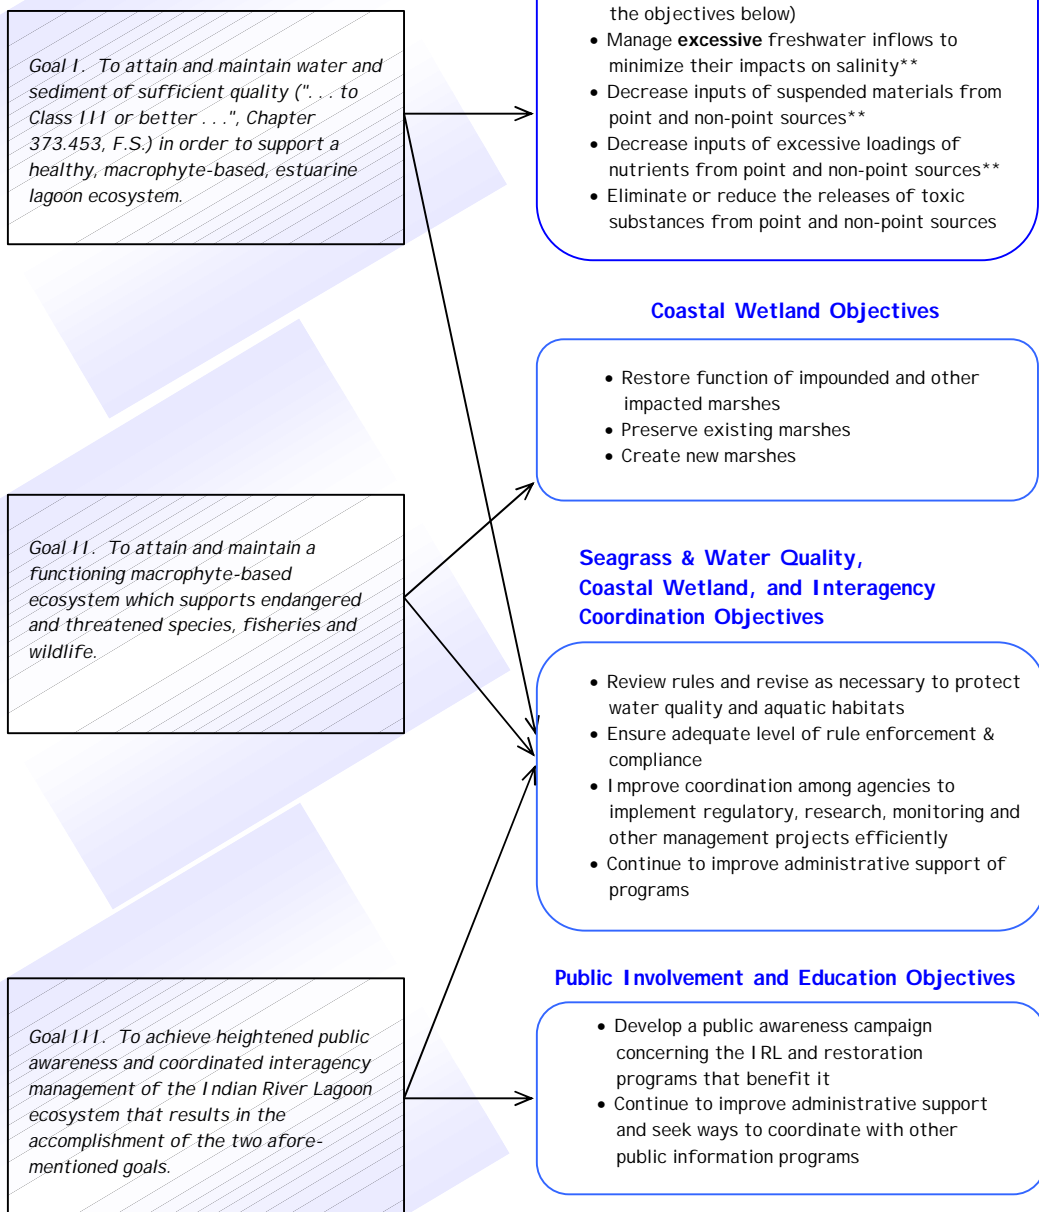 Goal I. To attain and maintain water and
sediment of sufficient quality (". . . to
Class III or better . . .", Chapter
373.453, F.S.) in order to support a
healthy, macrophyte-based, estuarine
lagoon ecosystem.
the objectives below)
• Manage excessive freshwater inflows to
minimize their impacts on salinity**
• Decrease inputs of suspended materials from
point and non-point sources**
• Decrease inputs of excessive loadings of
nutrients from point and non-point sources**
• Eliminate or reduce the releases of toxic
substances from point and non-point sources
Coastal Wetland Objectives
• Restore function of impounded and other
impacted marshes
• Preserve existing marshes
• Create new marshes
Goal II. To attain and maintain a
functioning macrophyte-based
ecosystem which supports endangered
and threatened species, fisheries and
wildlife.
Seagrass & Water Quality,
Coastal Wetland, and Interagency
Coordination Objectives
• Review rules and revise as necessary to protect
water quality and aquatic habitats
• Ensure adequate level of rule enforcement &
compliance
• Improve coordination among agencies to
implement regulatory, research, monitoring and
other management projects efficiently
• Continue to improve administrative support of
programs
Goal III. To achieve heightened public
awareness and coordinated interagency
management of the Indian River Lagoon
ecosystem that results in the
accomplishment of the two afore-
mentioned goals.
Public Involvement and Education Objectives
• Develop a public awareness campaign
concerning the IRL and restoration
programs that benefit it
• Continue to improve administrative support
and seek ways to coordinate with other
public information programs